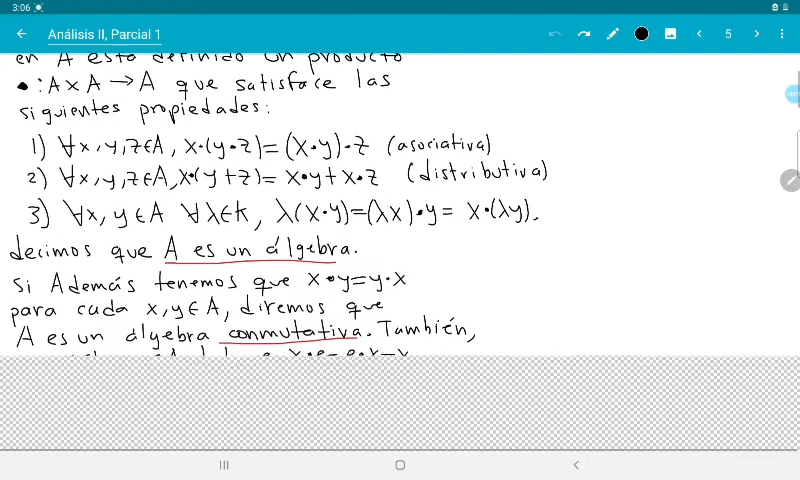 3:06
Análisis II, Parcial 1
5
en A esta definido un producto
• : A x A → A que satisface las
siguientes propiedades:
1) ∀x,y,z∈A, x•(y•z)=(x•y)•z (asociativa)
2) ∀x,y,z∈A, x•(y+z)= x•y+x•z (distributiva)
3) ∀x,y∈A ∀λ∈k, λ(x•y)=(λx)•y= x•(λy),
decimos que A es un álgebra.
Si Además tenemos que x•y=y•x
para cada x,y∈A, diremos que
A es un álgebra conmutativa. También,
x•e=e•x=x